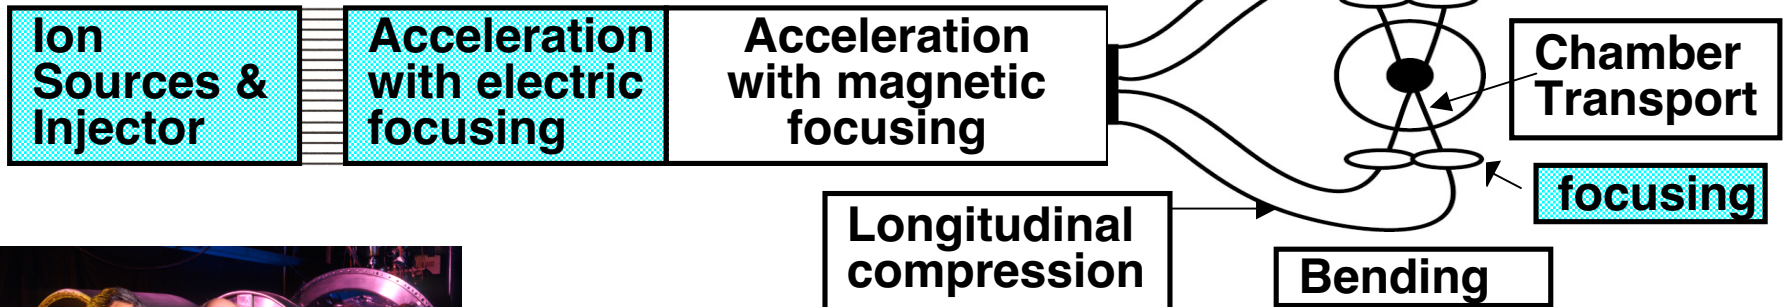 Ion
Sources &
Injector
Acceleration
with electric
focusing
Acceleration
with magnetic
focusing
Chamber
Transport
focusing
Longitudinal
compression
Bending